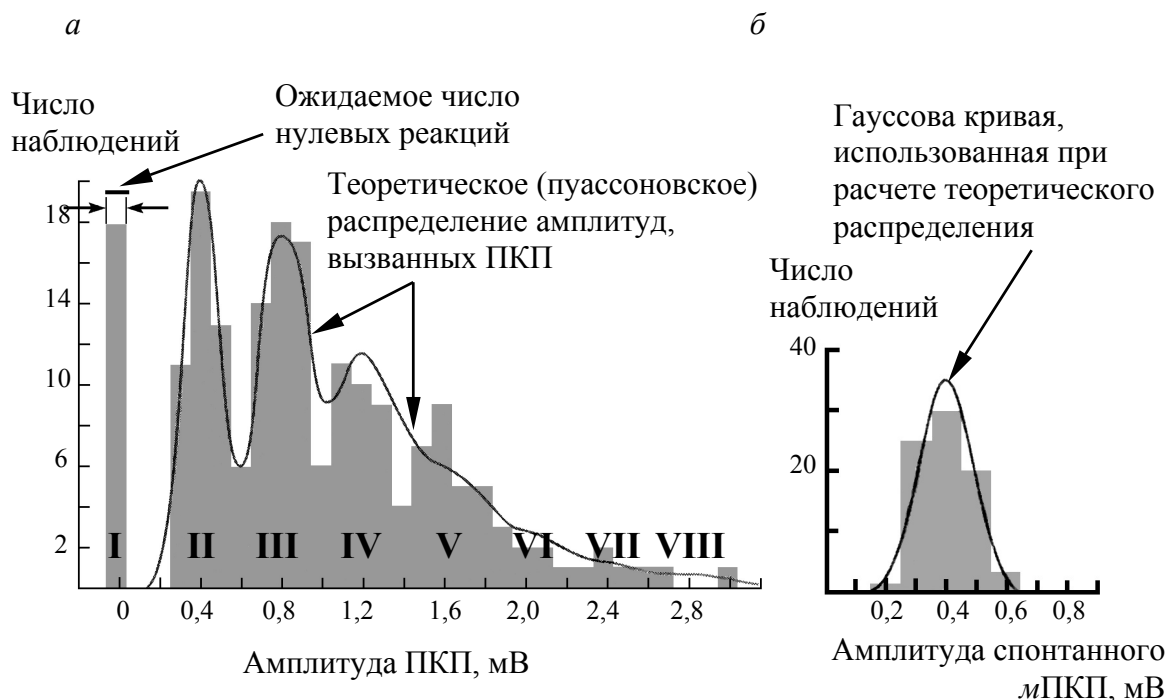 а
Число
наблюдений
Ожидаемое число
нулевых реакций
Теоретическое (пуассоновское)
распределение амплитуд,
вызванных ПКП
18
14
10
6
2
I II III IV V VI VII VIII
0 0,4 0,8 1,2 1,6 2,0 2,4 2,8
Амплитуда ПКП, мВ
б
Гауссова кривая,
использованная при
расчете теоретического
распределения
Число
наблюдений
40
20
0
0,2 0,4 0,6 0,8
Амплитуда спонтанного
мПКП, мВ